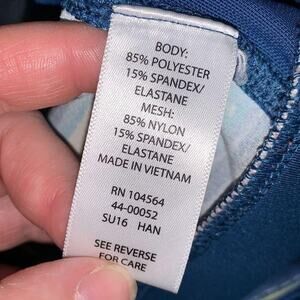 BODY:
85% POLYESTER
15% SPANDEX/
ELASTANE
MESH:
85% NYLON
15% SPANDEX/
ELASTANE
MADE IN VIETNAM
RN 104564
44-00052
SU16 HAN
SEE REVERSE
FOR CARE